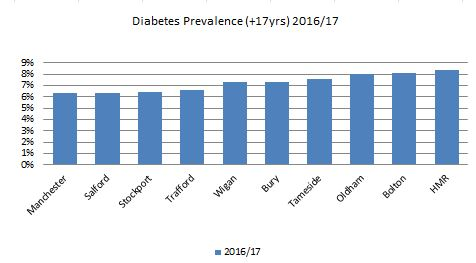 Diabetes Prevalence (+17yrs) 2016/17
9%
8%
7%
6%
5%
4%
3%
2%
1%
0%
Manchester
Salford
Stockport
Trafford
Wigan
Bury
Tameside
Oldham
Bolton
HMR
2016/17